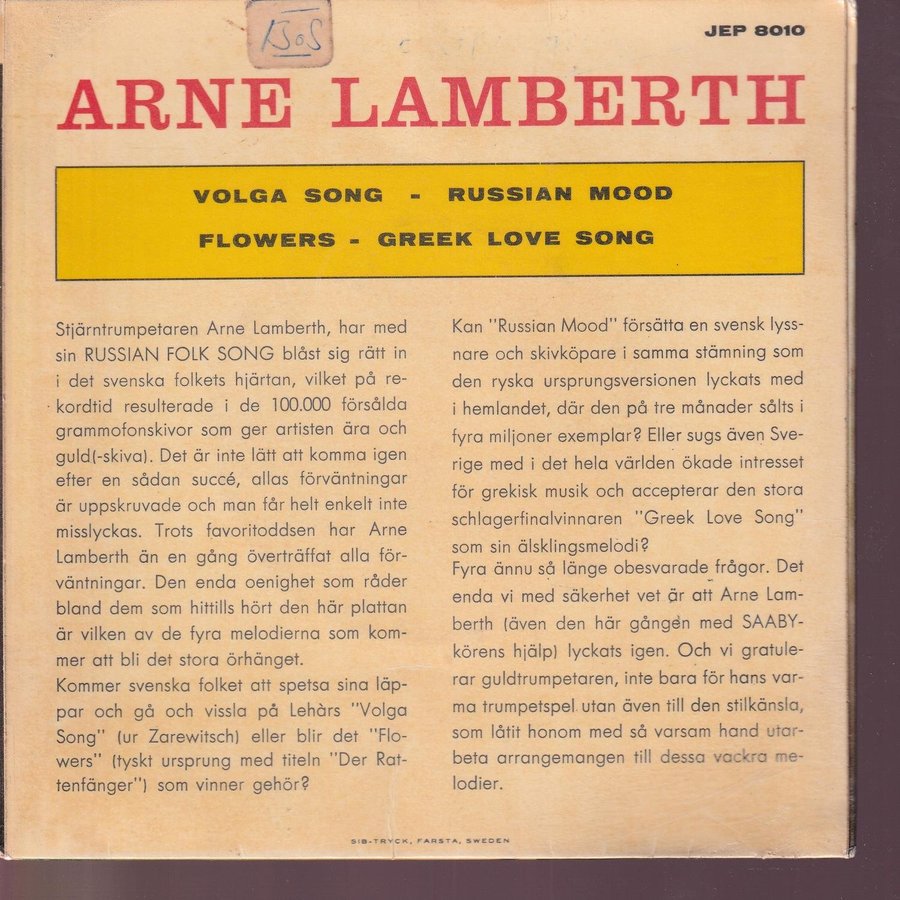 JEP 8010
ARNE LAMBERTH
VOLGA SONG - RUSSIAN MOOD
FLOWERS - GREEK LOVE SONG
Stjärntrumpetaren Arne Lamberth, har med
sin RUSSIAN FOLK SONG blåst sig rätt in
i det svenska folkets hjärtan, vilket på re-
kordtid resulterade i de 100.000 försålda
grammofonskivor som ger artisten ära och
guld(-skiva). Det är inte lätt att komma igen
efter en sådan succé, allas förväntningar
är uppskruvade och man får helt enkelt inte
misslyckas. Trots favoritoddsen har Arne
Lamberth än en gång överträffat alla för-
väntningar. Den enda oenighet som råder
bland dem som hittills hört den här plattan
är vilken av de fyra melodierna som kom-
mer att bli det stora örhänget.
Kommer svenska folket att spetsa sina läp-
par och gå och vissla på Lehàrs "Volga
Song" (ur Zarewitsch) eller blir det "Flo-
wers" (tyskt ursprung med titeln "Der Rat-
tenfänger") som vinner gehör?
Kan "Russian Mood" försätta en svensk lyss-
nare och skivköpare i samma stämning som
den ryska ursprungsversionen lyckats med
i hemlandet, där den på tre månader sålts i
fyra miljoner exemplar? Eller sugs även Sve-
rige med i det hela världen ökade intresset
för grekisk musik och accepterar den stora
schlagerfinalvinnaren "Greek Love Song"
som sin älsklingsmelodi?
Fyra ännu så länge obesvarade frågor. Det
enda vi med säkerhet vet är att Arne Lam-
berth (även den här gången med SAABY-
körens hjälp) lyckats igen. Och vi gratule-
rar guldtrumpetaren, inte bara för hans var-
ma trumpetspel utan även till den stilkänsla,
som låtit honom med så varsam hand utar-
beta arrangemangen till dessa vackra me-
lodier.
SIB-TRYCK, FARSTA, SWEDEN